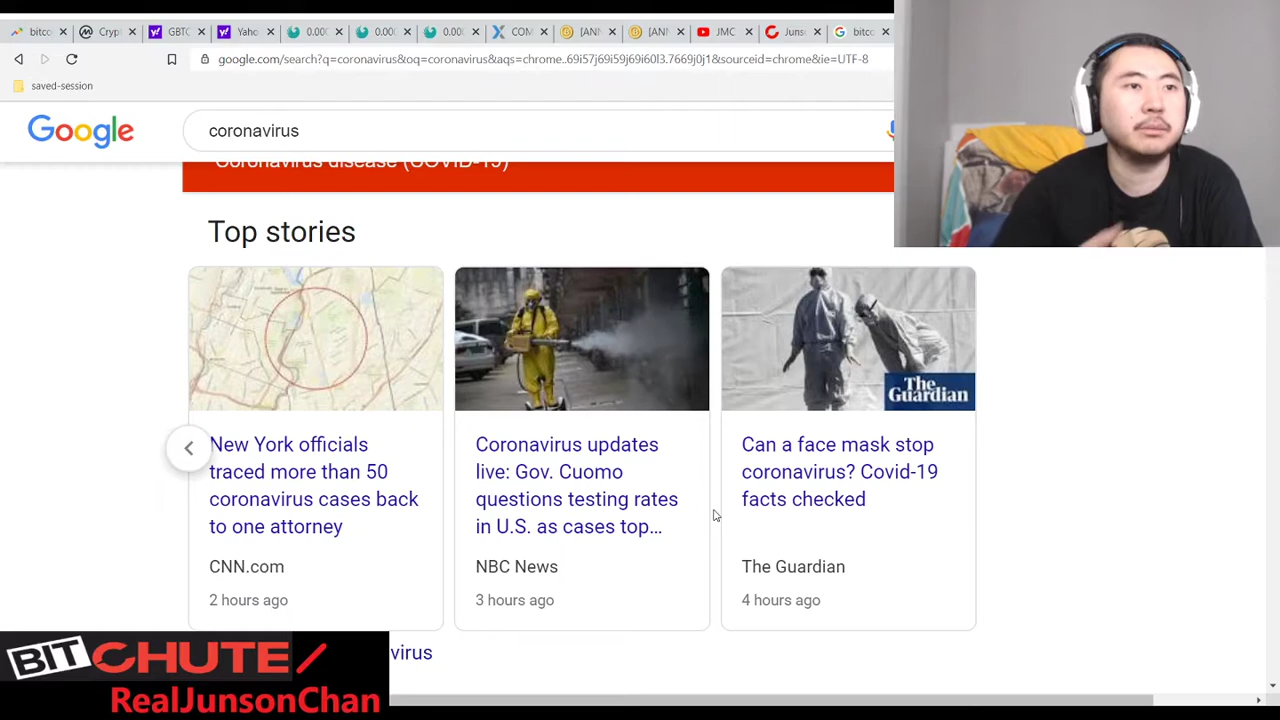 bitco
Cryp
GBTC
Yaho
0.00
0.00
0.00
COM
[ANN
[ANN
JMC
Juns
bitco
google.com/search?q=coronavirus&oq=coronavirus&aqs=chrome..69i57j69i59j69i60l3.7669j0j1&sourceid=chrome&ie=UTF-8
saved-session
Google
coronavirus
Coronavirus disease (COVID-19)
Top stories
The
Guardian
New York officials
traced more than 50
coronavirus cases back
to one attorney
CNN.com
2 hours ago
Coronavirus updates
live: Gov. Cuomo
questions testing rates
in U.S. as cases top...
NBC News
3 hours ago
Can a face mask stop
coronavirus? Covid-19
facts checked
The Guardian
4 hours ago
virus
BITCHUTE/
RealJunsonChan